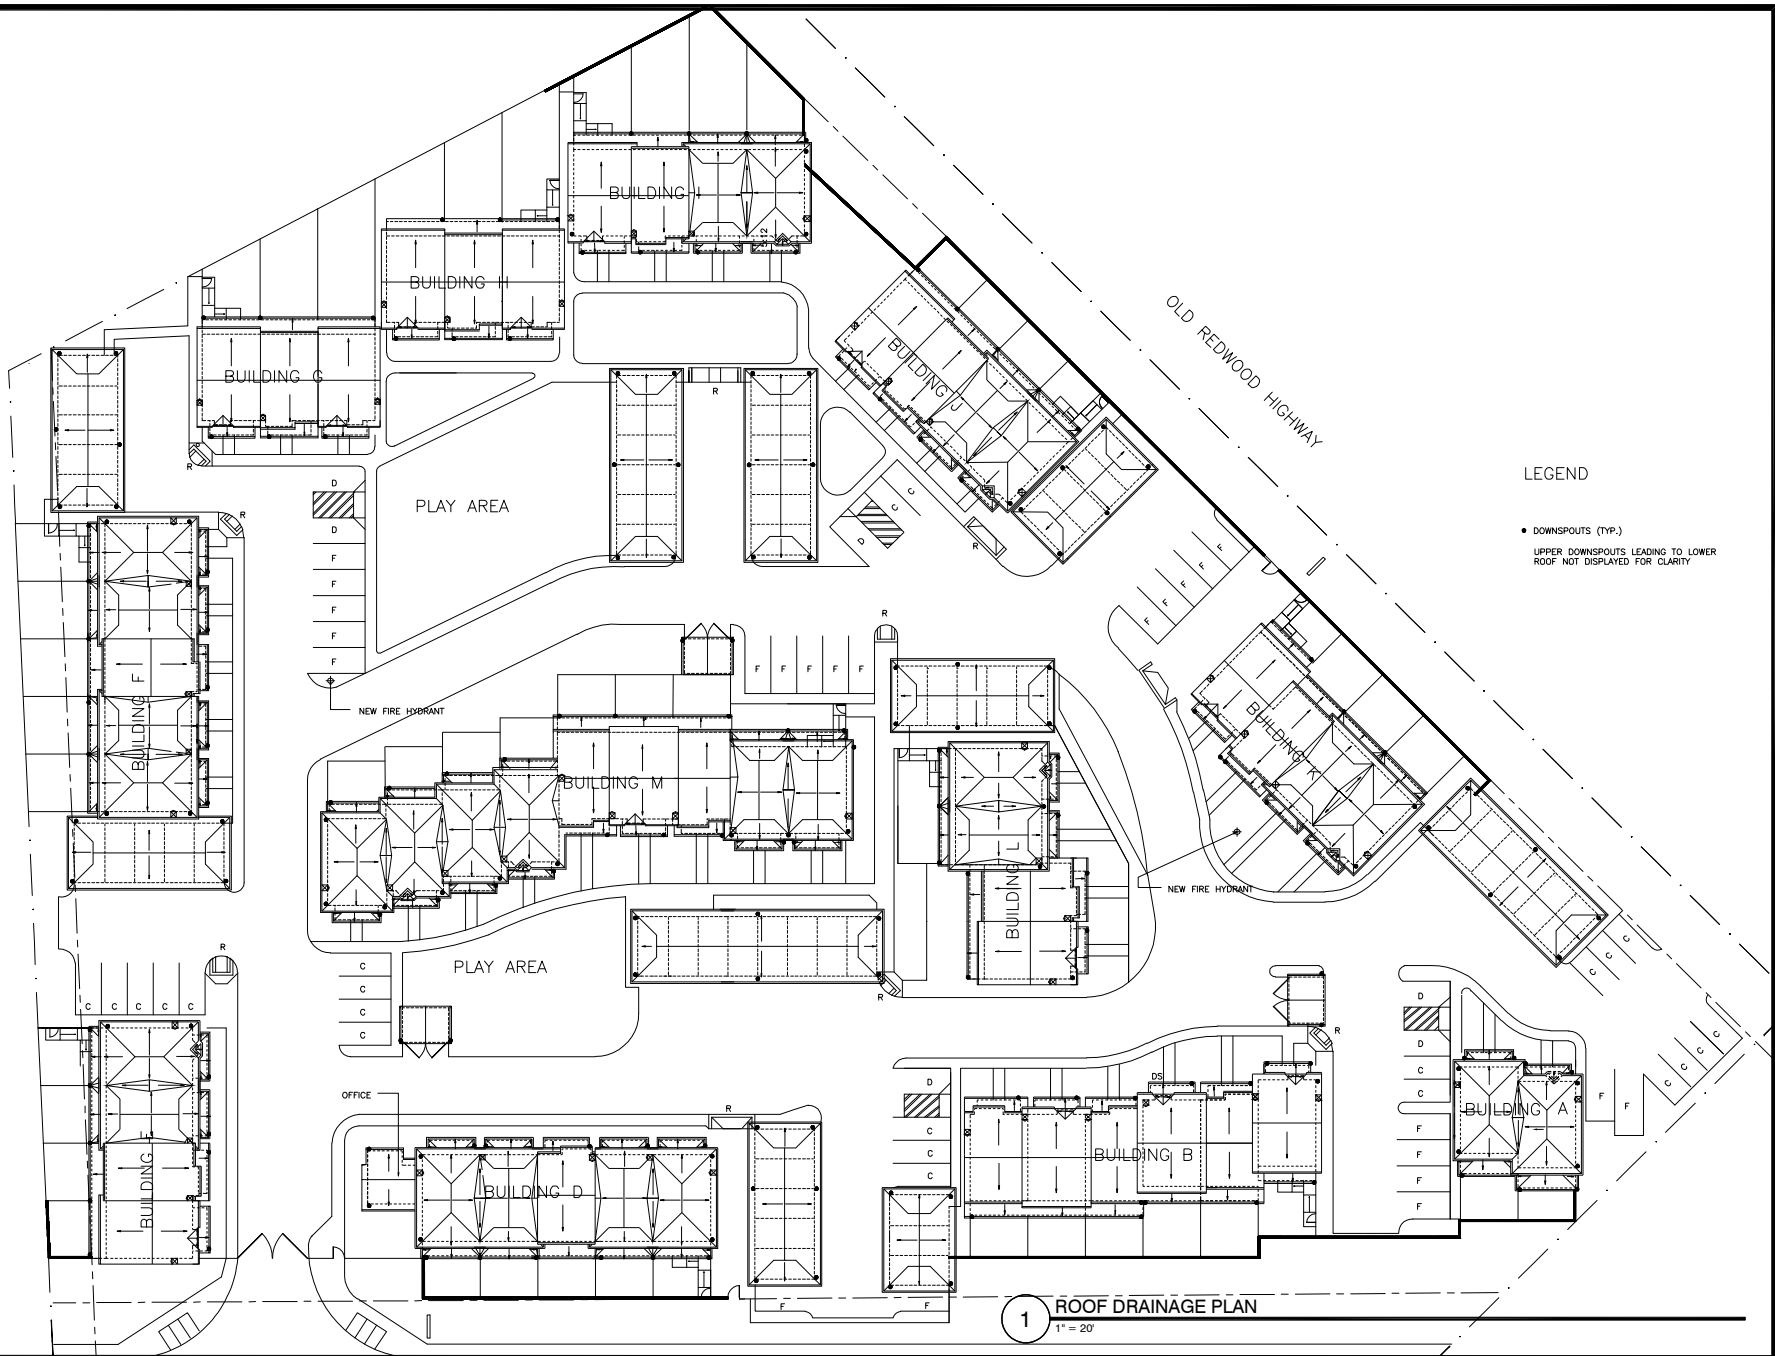 BUILDING I
5:12
BUILDING H
BUILDING G
BUILDING J
OLD REDWOOD HIGHWAY
R
R
R
R
LEGEND
DOWNSPOUTS (TYP.)
UPPER DOWNSPOUTS LEADING TO LOWER
ROOF NOT DISPLAYED FOR CLARITY
PLAY AREA
D
D
F
F
F
F
F
C
C
D
R
F
F
F
F
F
BUILDING F
NEW FIRE HYDRANT
R
F
F
F
F
F
BUILDING M
BUILDING K
BUILDING L
NEW FIRE HYDRANT
PLAY AREA
R
C
C
C
C
C
C
C
C
C
R
C
C
C
R
D
D
C
C
F
F
F
F
C
C
C
C
F
F
BUILDING A
OFFICE
R
D
C
C
C
DS
BUILDING B
BUILDING E
BUILDING D
F
F
1
ROOF DRAINAGE PLAN
1" = 20'